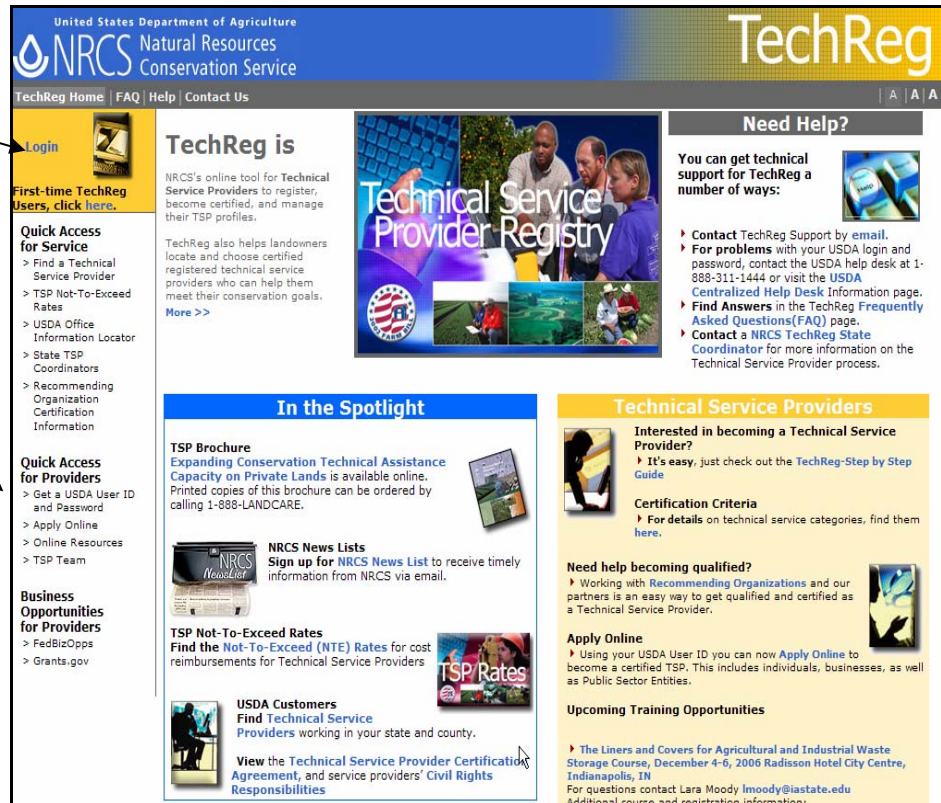 United States Department of Agriculture
NRCS Natural Resources
Conservation Service
TechReg
TechReg Home | FAQ | Help | Contact Us
| A | A | A
Login
First-time TechReg
Users, click here.
Quick Access
for Service
> Find a Technical
Service Provider
> TSP Not-To-Exceed
Rates
> USDA Office
Information Locator
> State TSP
Coordinators
> Recommending
Organization
Certification
Information
Quick Access
for Providers
> Get a USDA User ID
and Password
> Apply Online
> Online Resources
> TSP Team
Business
Opportunities
for Providers
> FedBizOpps
> Grants.gov
TechReg is
NRCS's online tool for Technical
Service Providers to register,
become certified, and manage
their TSP profiles.
TechReg also helps landowners
locate and choose certified
registered technical service
providers who can help them
meet their conservation goals.
More >>
Technical Service
Provider Registry
2002 FARM BILL
Need Help?
You can get technical
support for TechReg a
number of ways:
Help
Contact TechReg Support by email.
For problems with your USDA login and
password, contact the USDA help desk at 1-
888-311-1444 or visit the USDA
Centralized Help Desk Information page.
Find Answers in the TechReg Frequently
Asked Questions(FAQ) page.
Contact a NRCS TechReg State
Coordinator for more information on the
Technical Service Provider process.
In the Spotlight
TSP Brochure
Expanding Conservation Technical Assistance
Capacity on Private Lands is available online.
Printed copies of this brochure can be ordered by
calling 1-888-LANDCARE.
NRCS
NewsList
NRCS News Lists
Sign up for NRCS News List to receive timely
information from NRCS via email.
TSP Not-To-Exceed Rates
Find the Not-To-Exceed (NTE) Rates for cost
reimbursements for Technical Service Providers
TSP Rates
USDA Customers
Find Technical Service
Providers working in your state and county.
View the Technical Service Provider Certification
Agreement, and service providers' Civil Rights
Responsibilities
Technical Service Providers
Interested in becoming a Technical Service
Provider?
It's easy, just check out the TechReg-Step by Step
Guide
Certification Criteria
For details on technical service categories, find them
here.
Need help becoming qualified?
Working with Recommending Organizations and our
partners is an easy way to get qualified and certified as
a Technical Service Provider.
Apply Online
Using your USDA User ID you can now Apply Online to
become a certified TSP. This includes individuals, businesses, as well
as Public Sector Entities.
Upcoming Training Opportunities
The Liners and Covers for Agricultural and Industrial Waste
Storage Course, December 4-6, 2006 Radisson Hotel City Centre,
Indianapolis, IN
For questions contact Lara Moody lmoody@iastate.edu
Additional course and registration information: